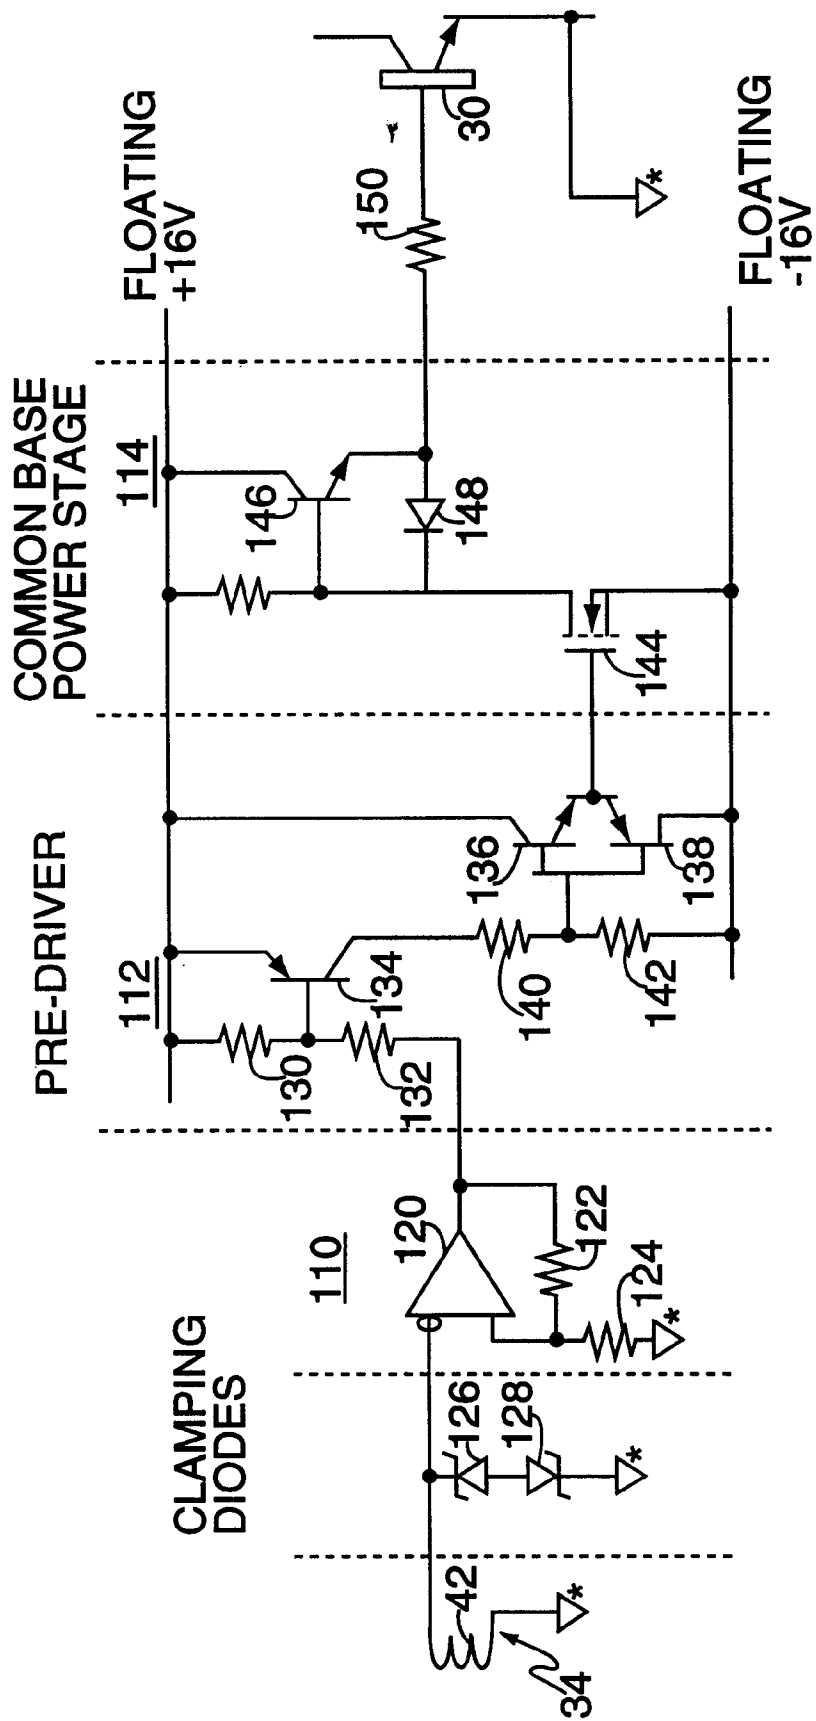 CLAMPING
DIODES
PRE-DRIVER
COMMON BASE
POWER STAGE
110
112
114
FLOATING
+16V
FLOATING
-16V
34
42
*
126
128
*
120
122
124
*
130
132
134
140
142
136
138
144
146
148
150
30
*